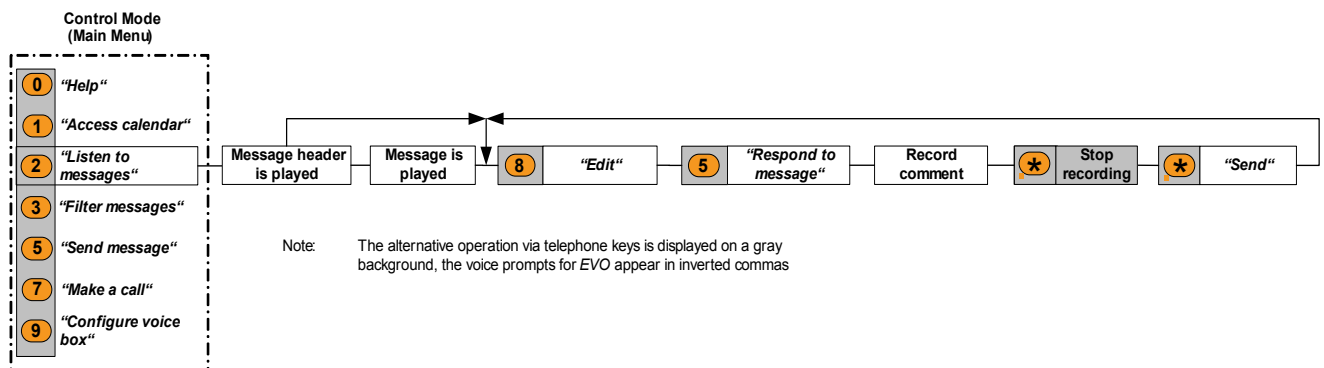 Control Mode
(Main Menu)
0 “Help“
1 “Access calendar“
2 “Listen to
messages“
Message header
is played
Message is
played
8 “Edit“
5 “Respond to
message“
Record
comment
* Stop
recording
* “Send“
3 “Filter messages“
5 “Send message“
7 “Make a call“
9 “Configure voice
box“
Note: The alternative operation via telephone keys is displayed on a gray
background, the voice prompts for EVO appear in inverted commas